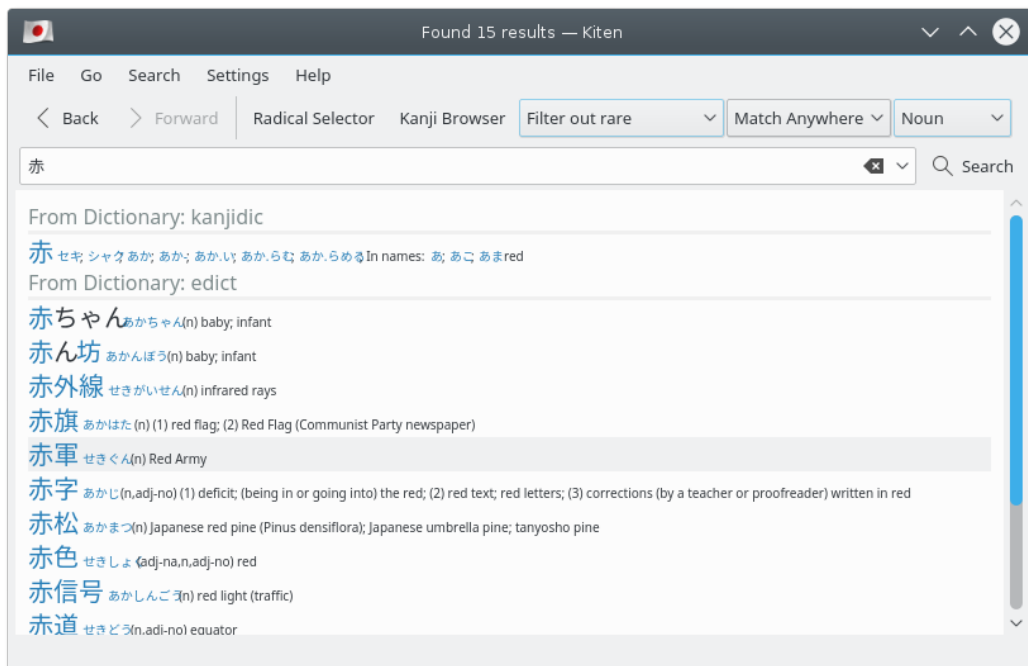 Found 15 results — Kiten
File Go Search Settings Help
Back Forward Radical Selector Kanji Browser Filter out rare Match Anywhere Noun
赤 Search
From Dictionary: kanjidic
赤 セキ; シャク; あか; あか-; あか.い; あか.らむ; あか.らめる; In names: あ; あこ; あま red
From Dictionary: edict
赤ちゃん あかちゃん (n) baby; infant
赤ん坊 あかんぼう (n) baby; infant
赤外線 せきがいせん (n) infrared rays
赤旗 あかはた (n) (1) red flag; (2) Red Flag (Communist Party newspaper)
赤軍 せきぐん (n) Red Army
赤字 あかじ (n,adj-no) (1) deficit; (being in or going into) the red; (2) red text; red letters; (3) corrections (by a teacher or proofreader) written in red
赤松 あかまつ (n) Japanese red pine (Pinus densiflora); Japanese umbrella pine; tanyosho pine
赤色 せきしょく (adj-na,n,adj-no) red
赤信号 あかしんごう (n) red light (traffic)
赤道 せきどう (n,adj-no) equator